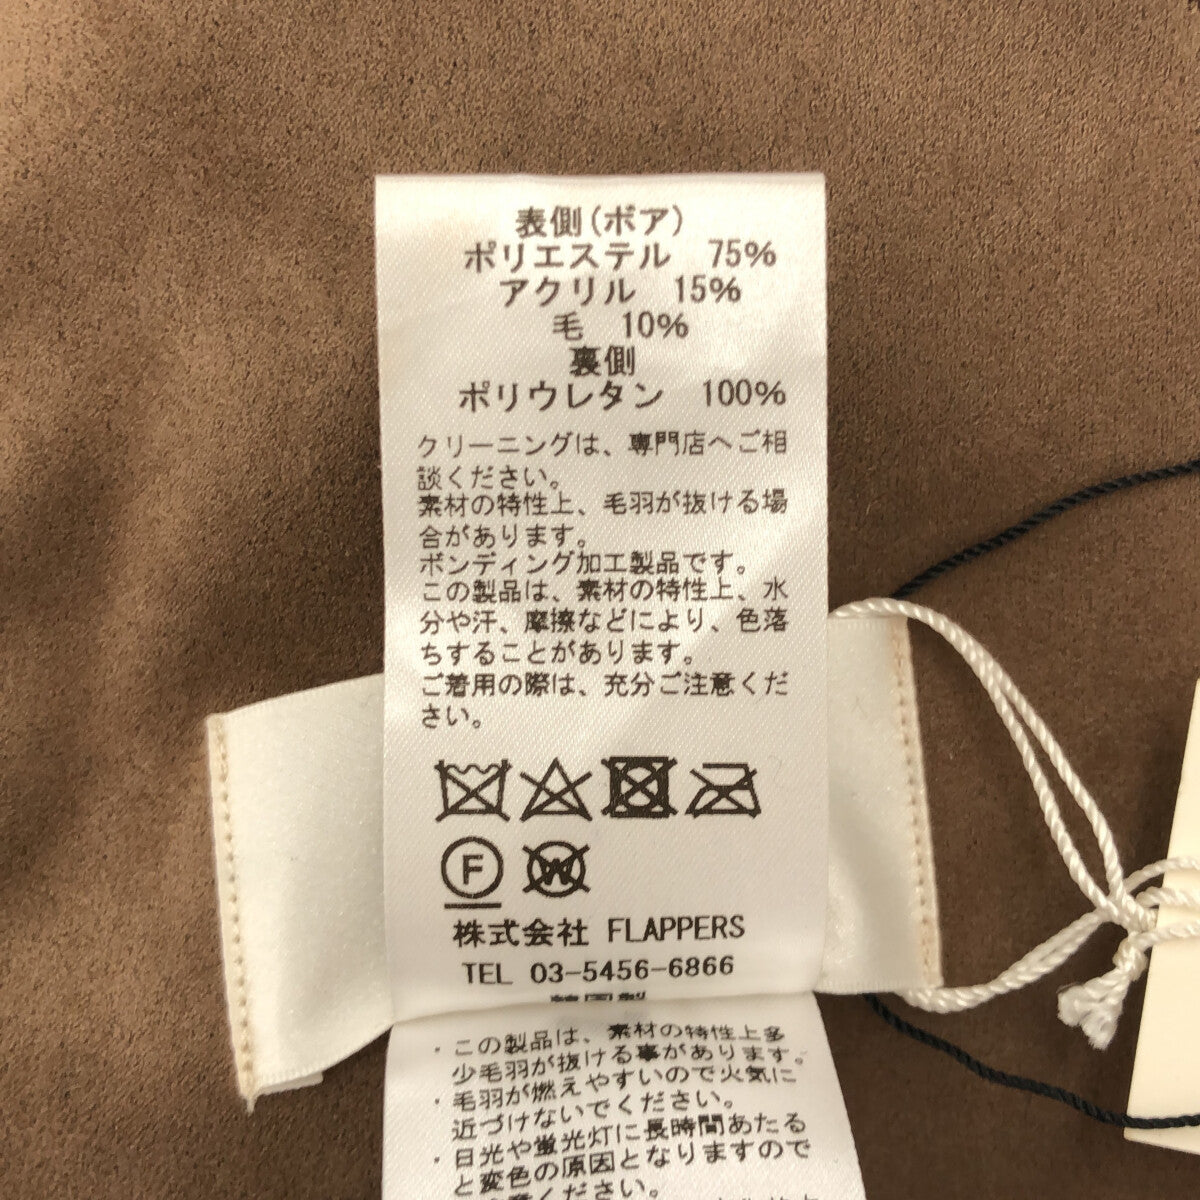 表側(ボア)
ポリエステル 75%
アクリル 15%
毛 10%
裏側
ポリウレタン 100%
クリーニングは、専門店へご相
談ください。
素材の特性上、毛羽が抜ける場
合があります。
ボンディング加工製品です。
この製品は、素材の特性上、水
分や汗、摩擦などにより、色落
ちすることがあります。
ご着用の際は、充分ご注意くだ
さい。
F W
株式会社 FLAPPERS
TEL 03-5456-6866
・この製品は、素材の特性上多
少毛羽が抜ける事があります。
・毛羽が燃えやすいので火気に
近づけないでください。
・日光や蛍光灯に長時間あたる
と変色の原因となりますので